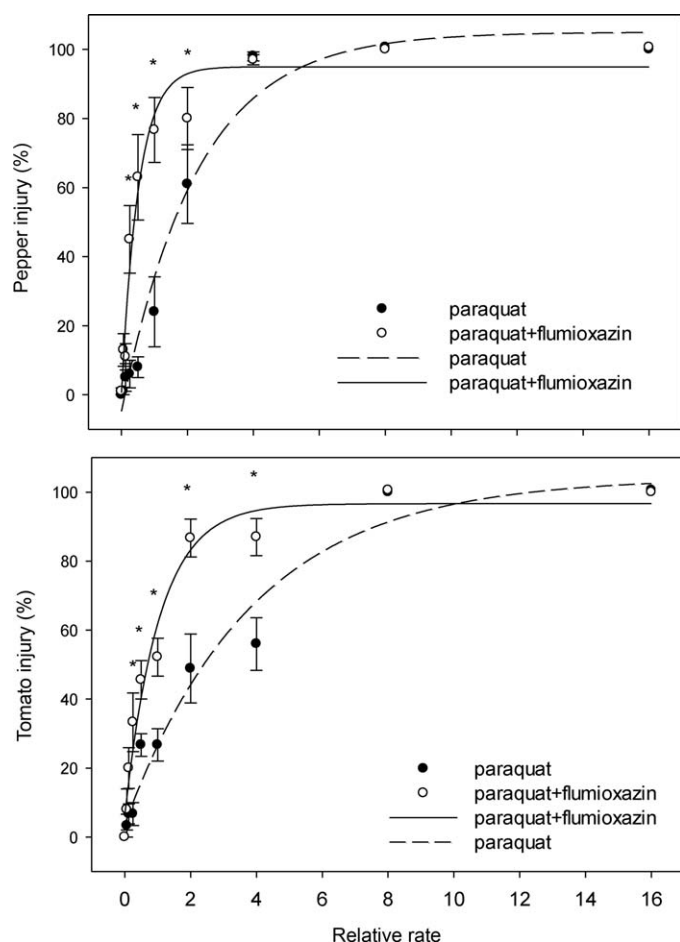 Pepper injury (%)
100
80
60
40
20
0
*
*
*
*
paraquat
paraquat+flumioxazin
paraquat
paraquat+flumioxazin
Tomato injury (%)
100
80
60
40
20
0
*
*
*
*
*
paraquat
paraquat+flumioxazin
paraquat+flumioxazin
paraquat
0 2 4 6 8 10 12 14 16
Relative rate